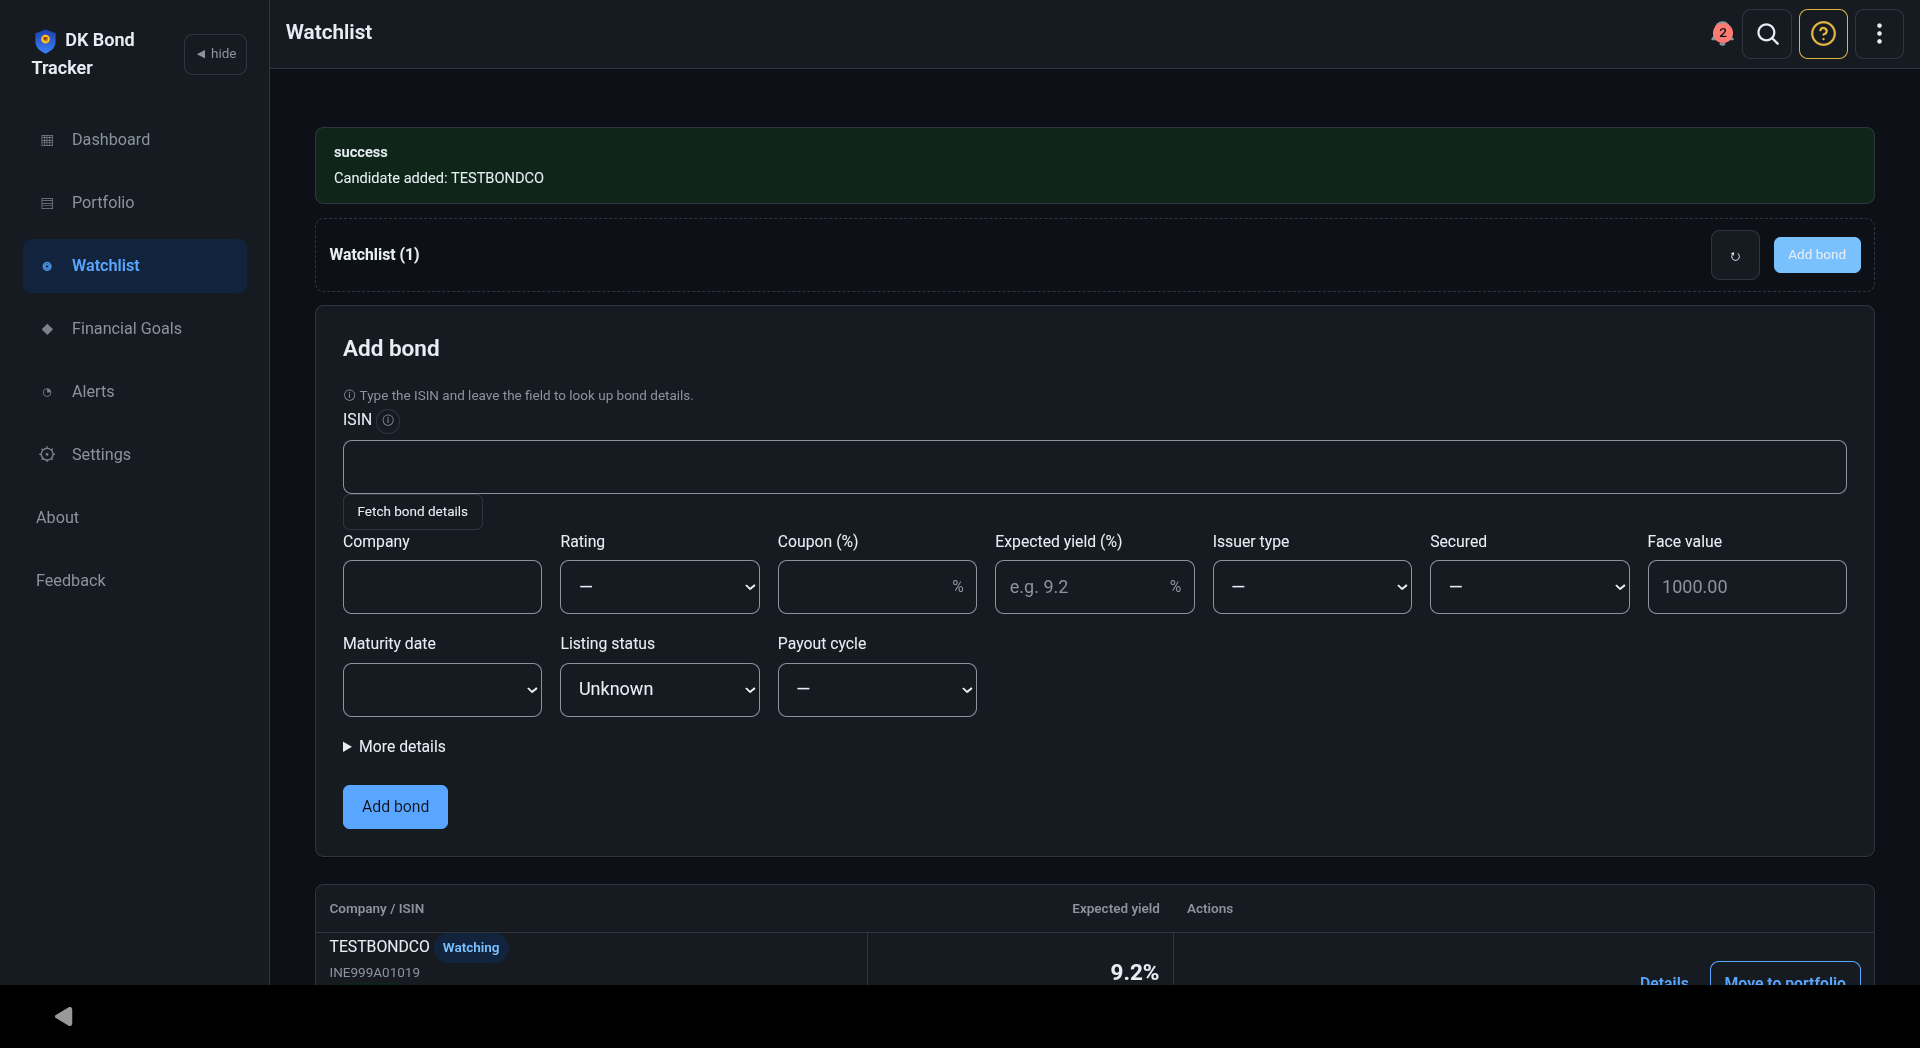 DK Bond
Tracker
◄ hide
Dashboard
Portfolio
Watchlist
Financial Goals
Alerts
Settings
About
Feedback
Watchlist
2
success
Candidate added: TESTBONDCO
Watchlist (1)
Add bond
Add bond
ⓘ Type the ISIN and leave the field to look up bond details.
ISIN ⓘ
Fetch bond details
Company Rating Coupon (%) Expected yield (%) Issuer type Secured Face value
— % e.g. 9.2 % — — 1000.00
Maturity date Listing status Payout cycle
Unknown —
▶ More details
Add bond
Company / ISIN Expected yield Actions
TESTBONDCO Watching
INE999A01019
9.2%
Details Move to portfolio